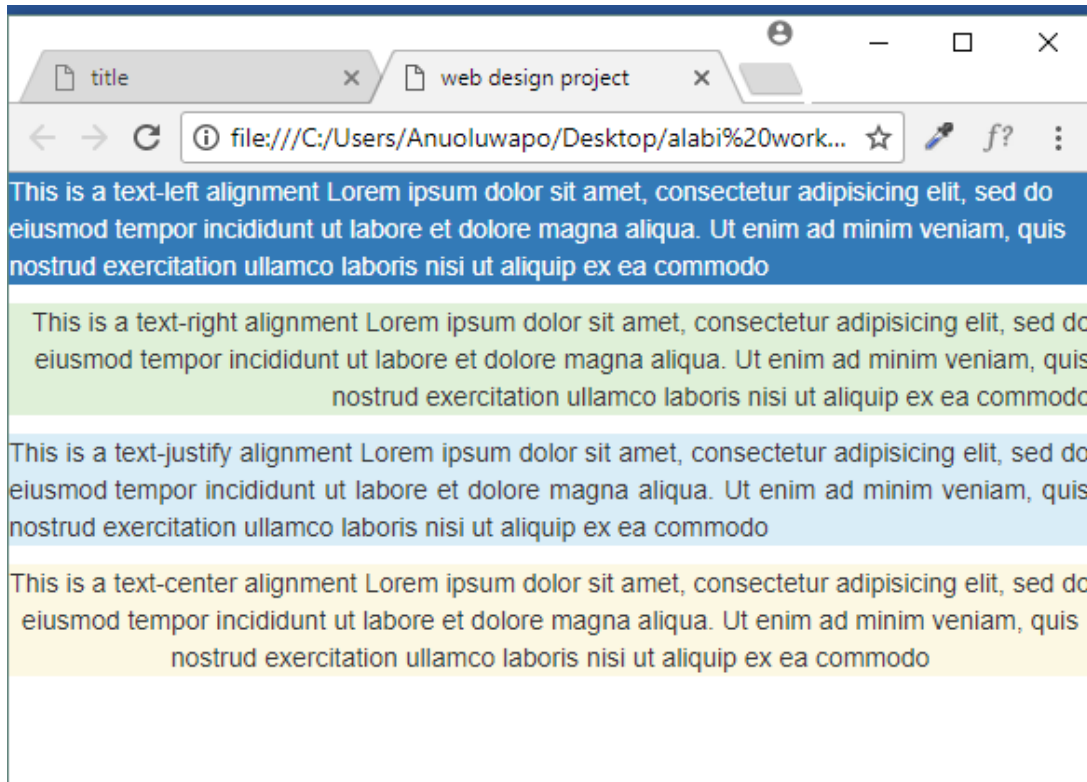 title
web design project
file:///C:/Users/Anuoluwapo/Desktop/alabi%20work...
f?
This is a text-left alignment Lorem ipsum dolor sit amet, consectetur adipisicing elit, sed do
eiusmod tempor incididunt ut labore et dolore magna aliqua. Ut enim ad minim veniam, quis
nostrud exercitation ullamco laboris nisi ut aliquip ex ea commodo
This is a text-right alignment Lorem ipsum dolor sit amet, consectetur adipisicing elit, sed do
eiusmod tempor incididunt ut labore et dolore magna aliqua. Ut enim ad minim veniam, quis
nostrud exercitation ullamco laboris nisi ut aliquip ex ea commodo
This is a text-justify alignment Lorem ipsum dolor sit amet, consectetur adipisicing elit, sed do
eiusmod tempor incididunt ut labore et dolore magna aliqua. Ut enim ad minim veniam, quis
nostrud exercitation ullamco laboris nisi ut aliquip ex ea commodo
This is a text-center alignment Lorem ipsum dolor sit amet, consectetur adipisicing elit, sed do
eiusmod tempor incididunt ut labore et dolore magna aliqua. Ut enim ad minim veniam, quis
nostrud exercitation ullamco laboris nisi ut aliquip ex ea commodo